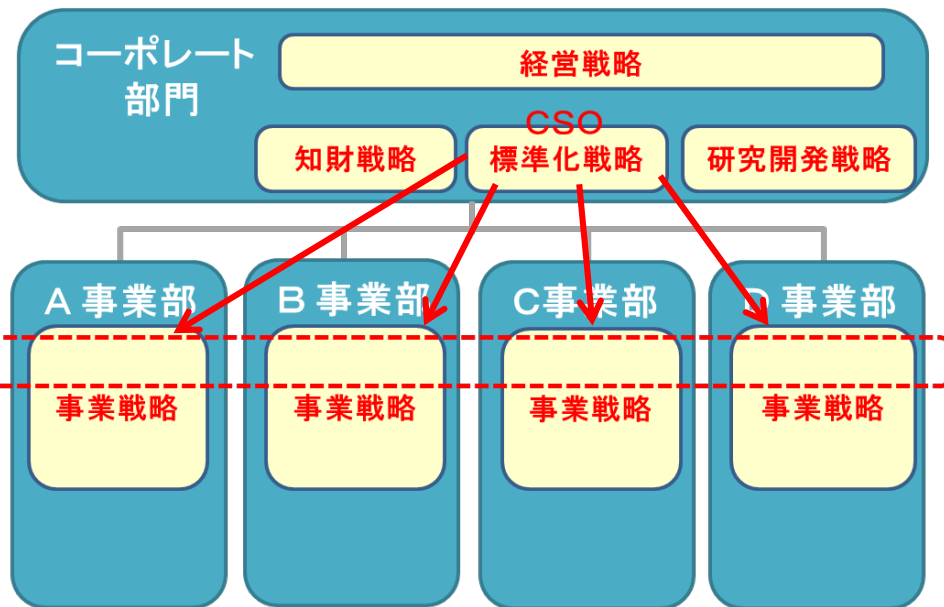 コーポレート
部門
経営戦略
CSO
知財戦略
標準化戦略
研究開発戦略
A 事業部
B 事業部
C事業部
D 事業部
事業戦略
事業戦略
事業戦略
事業戦略